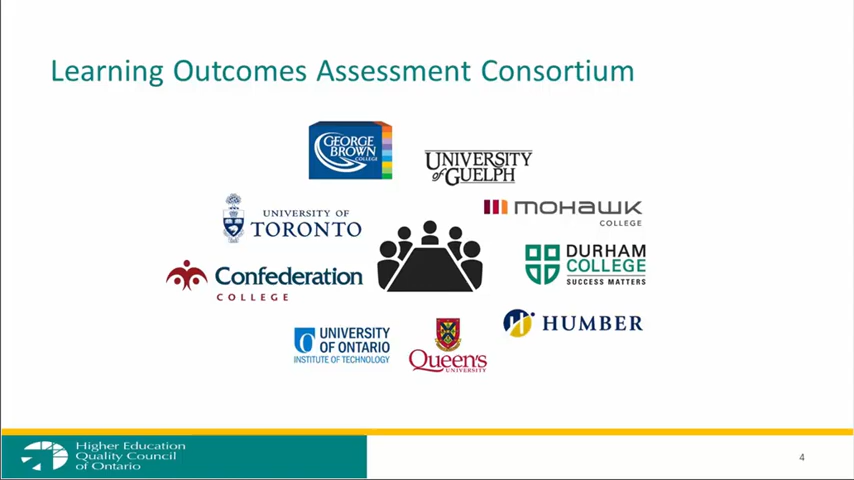 Learning Outcomes Assessment Consortium
GEORGE
BROWN
COLLEGE
UNIVERSITY
of GUELPH
UNIVERSITY OF
TORONTO
mohawk
COLLEGE
Confederation
COLLEGE
DURHAM
COLLEGE
SUCCESS MATTERS
UNIVERSITY
OF ONTARIO
INSTITUTE OF TECHNOLOGY
Queen's
UNIVERSITY
HUMBER
Higher Education
Quality Council
of Ontario
4